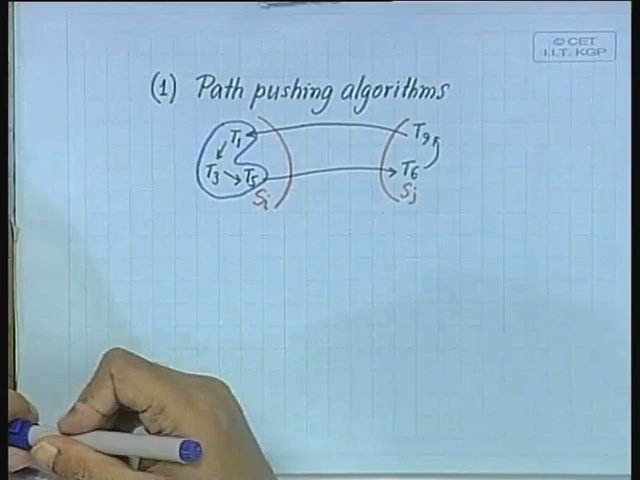 © CET
I.I.T. KGP
(1) Path pushing algorithms
T1 T9
T3 T5 T6
Si Sj